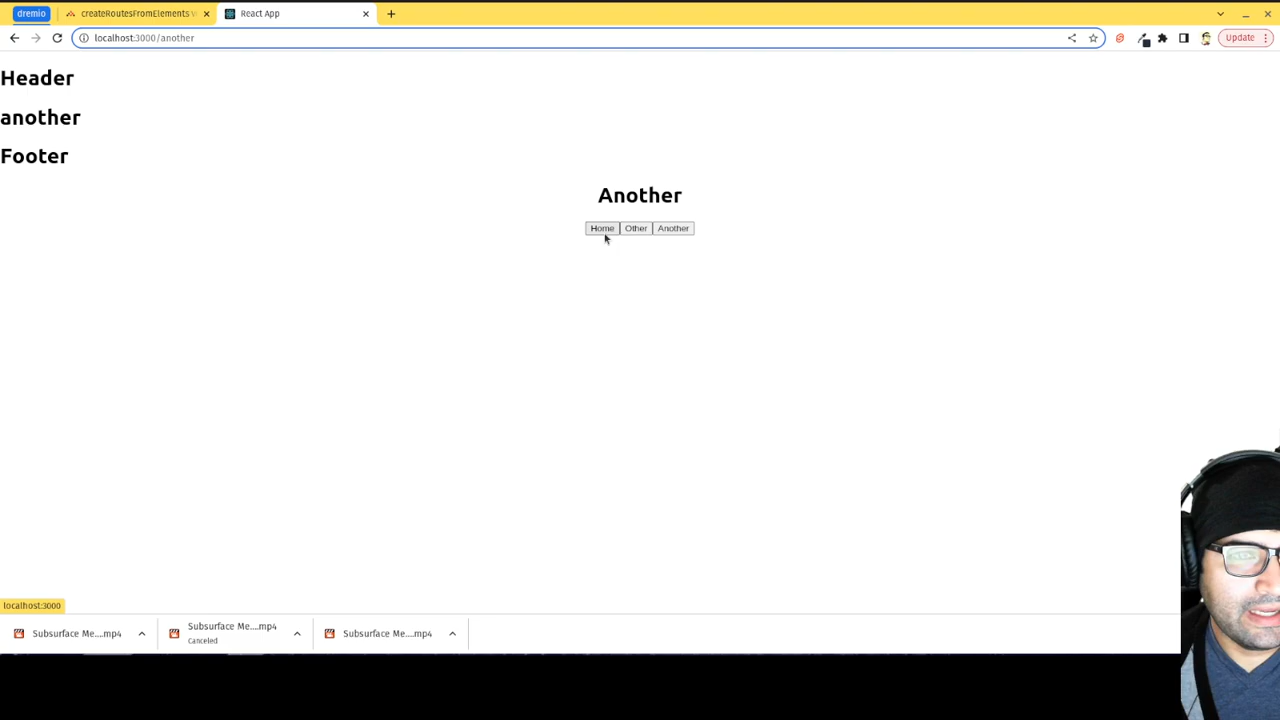 dremio
createRoutesFromElements
React App
localhost:3000/another
Update
Header
another
Footer
Another
Home Other Another
localhost:3000
Subsurface Me....mp4
Subsurface Me....mp4
Canceled
Subsurface Me....mp4